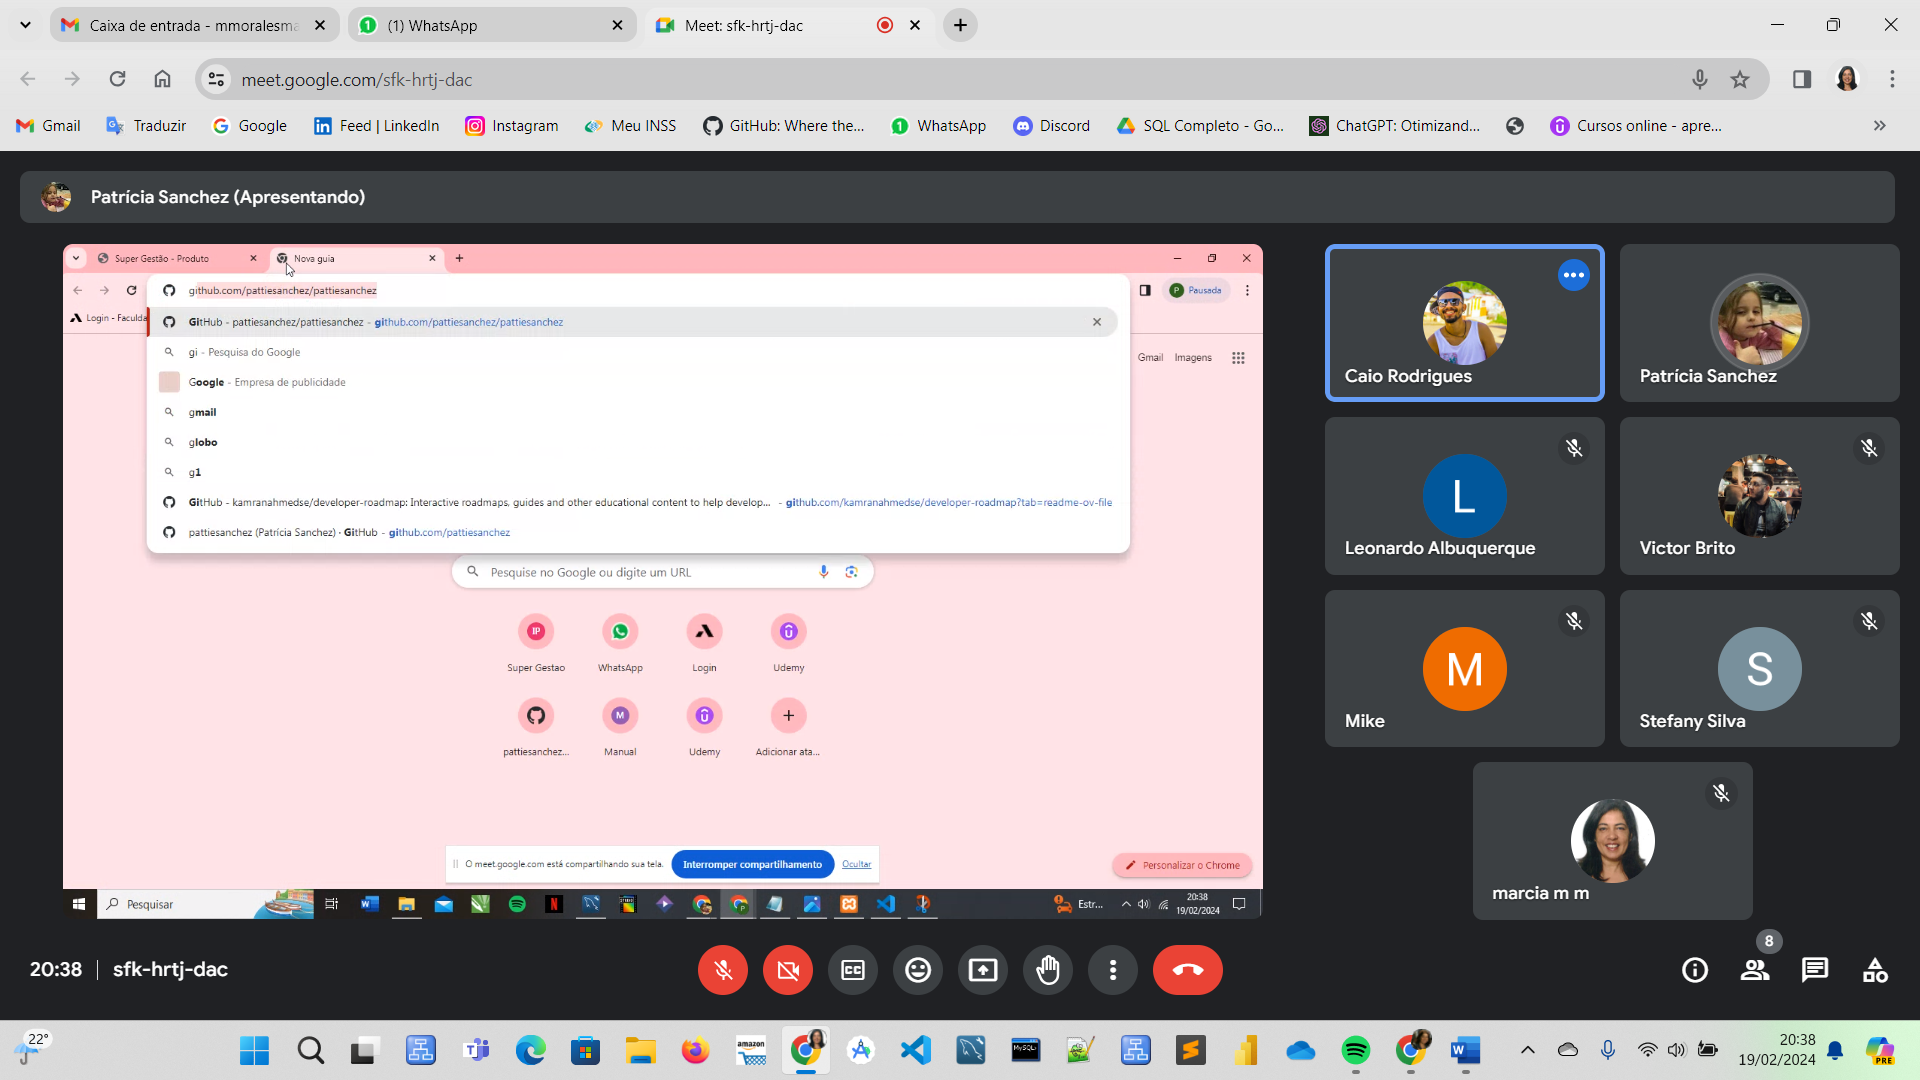 Caixa de entrada - mmoralesma
(1) WhatsApp
Meet: sfk-hrtj-dac
meet.google.com/sfk-hrtj-dac
Gmail
Traduzir
Google
Feed | LinkedIn
Instagram
Meu INSS
GitHub: Where the...
WhatsApp
Discord
SQL Completo - Go...
ChatGPT: Otimizand...
Cursos online - apre...
Patrícia Sanchez (Apresentando)
Super Gestão - Produto
Nova guia
github.com/pattiesanchez/pattiesanchez
P Pausada
Login - Faculda
GitHub - pattiesanchez/pattiesanchez - github.com/pattiesanchez/pattiesanchez
gi - Pesquisa do Google
Gmail Imagens
Google - Empresa de publicidade
gmail
globo
g1
GitHub - kamranahmedse/developer-roadmap: Interactive roadmaps, guides and other educational content to help develop... - github.com/kamranahmedse/developer-roadmap?tab=readme-ov-file
pattiesanchez (Patrícia Sanchez) · GitHub - github.com/pattiesanchez
Pesquise no Google ou digite um URL
IP
Super Gestao
WhatsApp
Login
Udemy
M
pattiesanchez...
Manual
Udemy
Adicionar ata...
O meet.google.com está compartilhando sua tela.
Interromper compartilhamento
Ocultar
Personalizar o Chrome
Pesquisar
Estr...
20:38
19/02/2024
Caio Rodrigues
Patrícia Sanchez
L
Leonardo Albuquerque
Victor Brito
M
Mike
S
Stefany Silva
marcia m m
20:38 | sfk-hrtj-dac
CC
8
22°
amazon
MySQL
20:38
19/02/2024
PRE